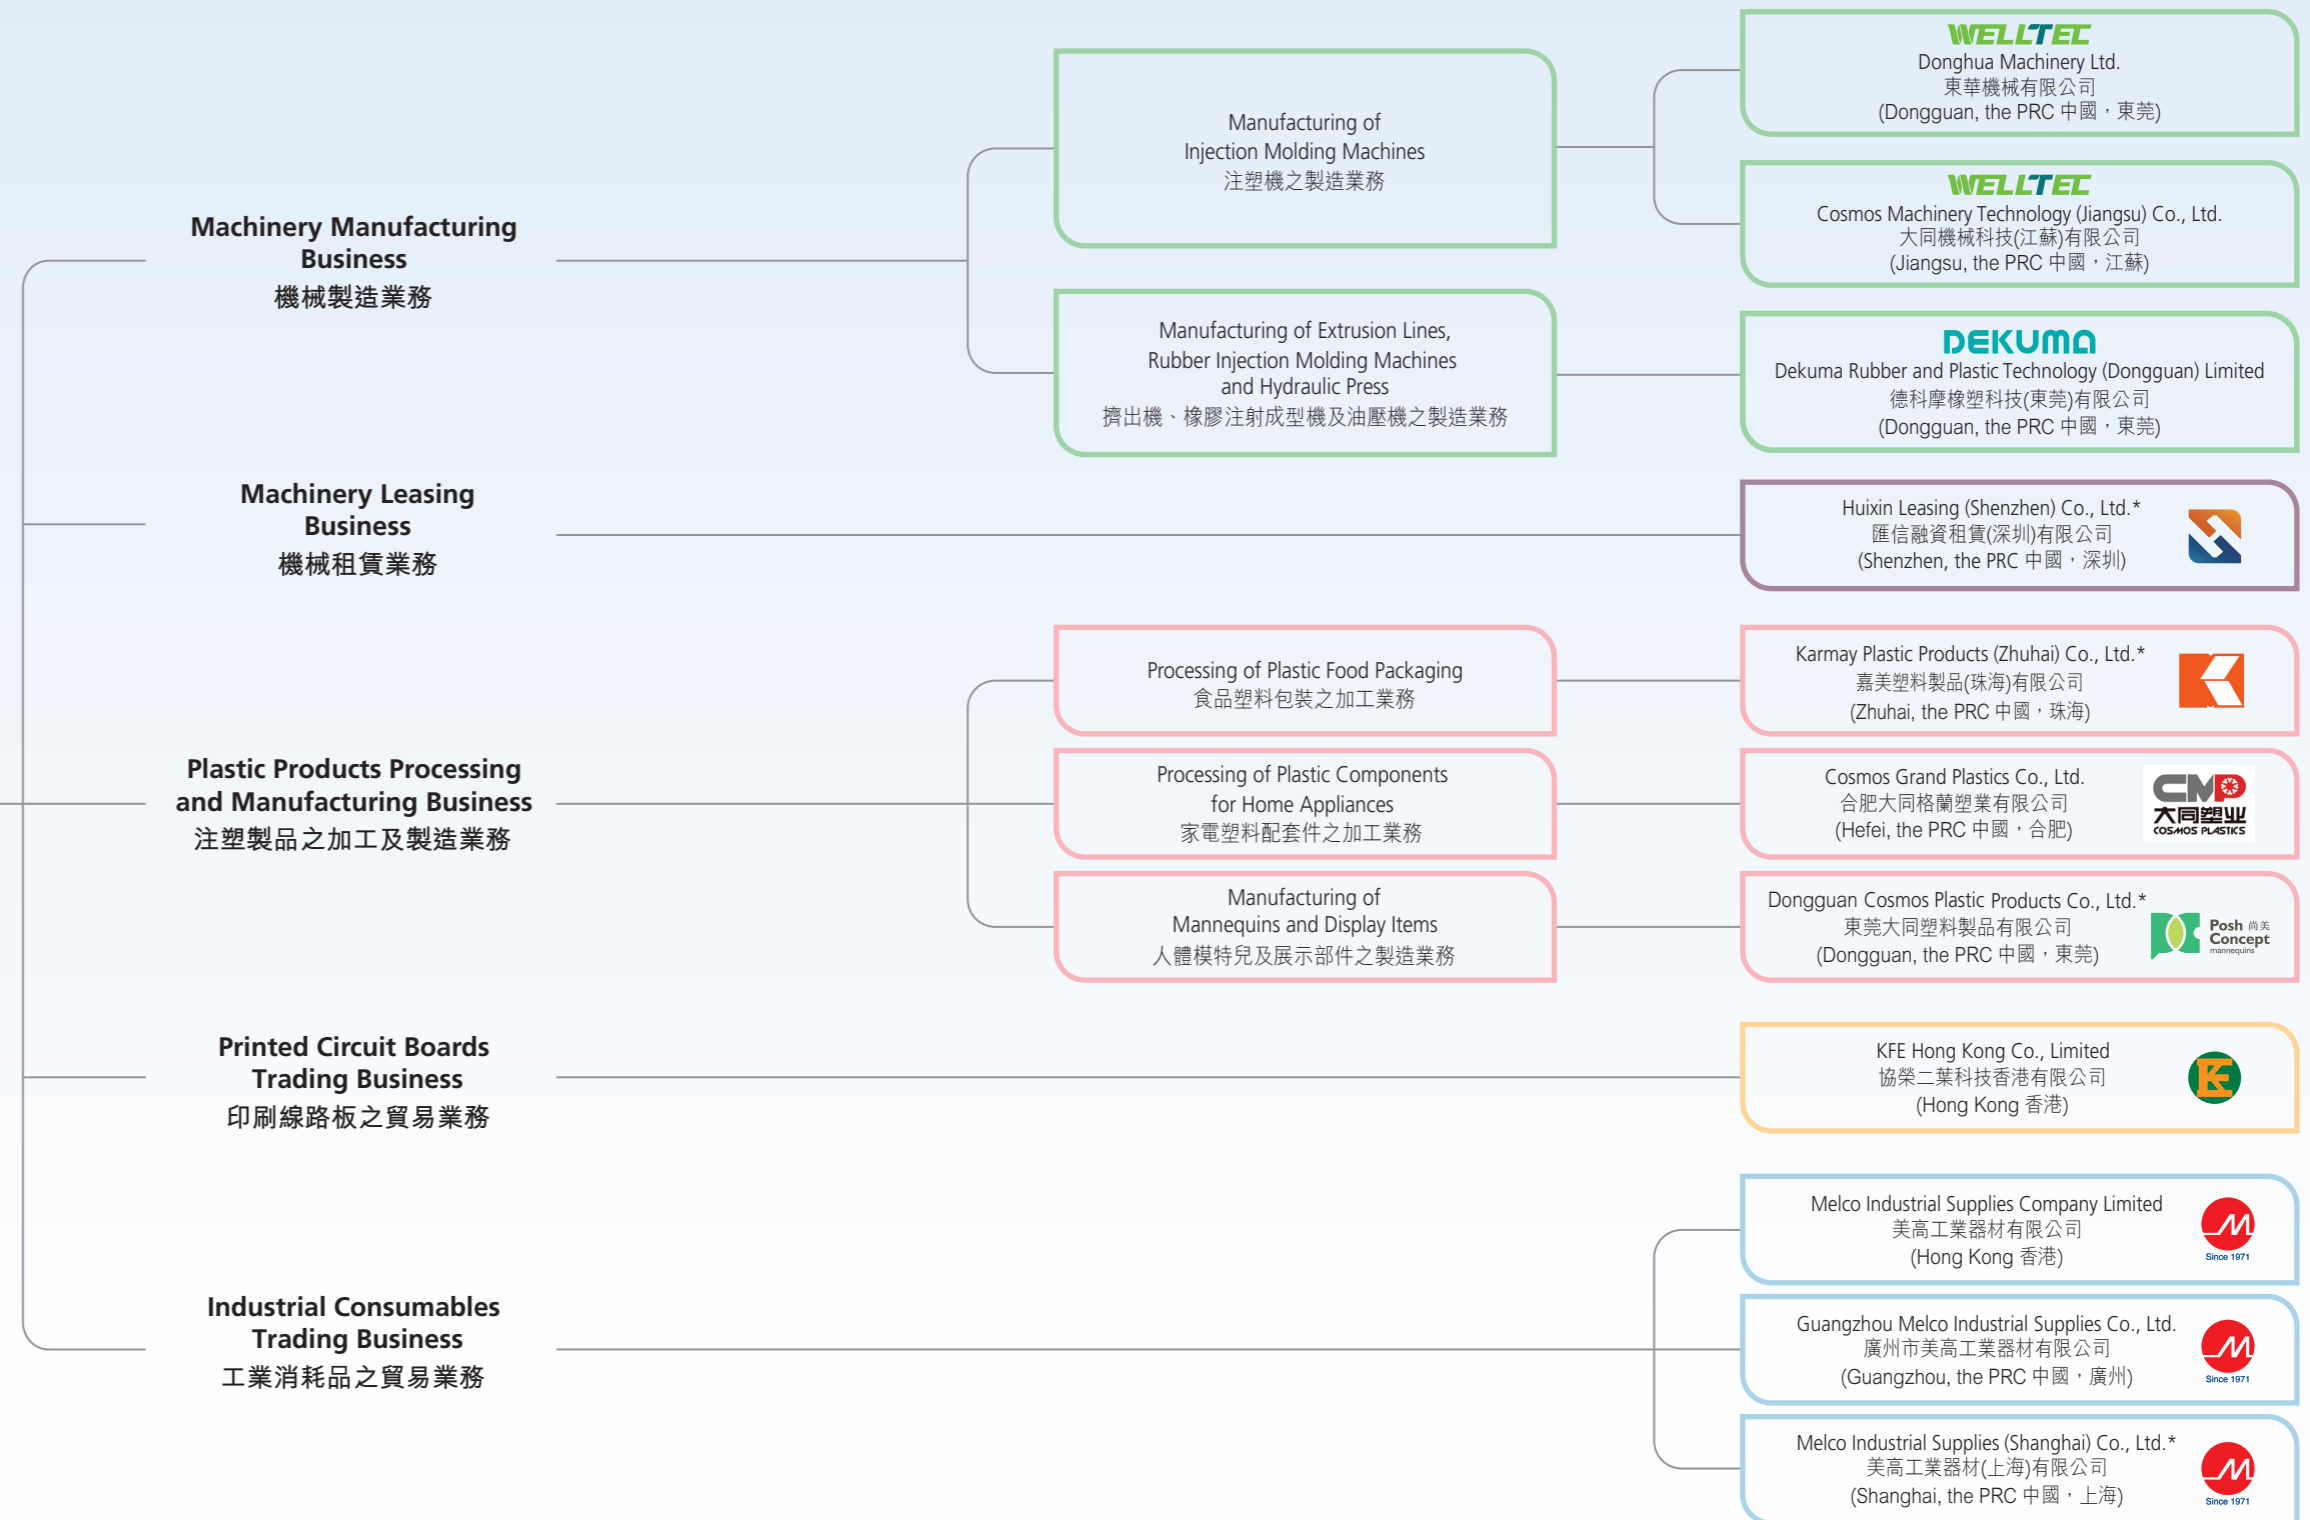 Machinery Manufacturing
Business
機械製造業務
Manufacturing of
Injection Molding Machines
注塑機之製造業務
WELLTEC
Donghua Machinery Ltd.
東華機械有限公司
(Dongguan, the PRC 中國，東莞)
WELLTEC
Cosmos Machinery Technology (Jiangsu) Co., Ltd.
大同機械科技(江蘇)有限公司
(Jiangsu, the PRC 中國，江蘇)
Manufacturing of Extrusion Lines,
Rubber Injection Molding Machines
and Hydraulic Press
擠出機、橡膠注射成型機及油壓機之製造業務
DEKUMA
Dekuma Rubber and Plastic Technology (Dongguan) Limited
德科摩橡塑科技(東莞)有限公司
(Dongguan, the PRC 中國，東莞)
Machinery Leasing
Business
機械租賃業務
Huixin Leasing (Shenzhen) Co., Ltd.*
匯信融資租賃(深圳)有限公司
(Shenzhen, the PRC 中國，深圳)
Plastic Products Processing
and Manufacturing Business
注塑製品之加工及製造業務
Processing of Plastic Food Packaging
食品塑料包裝之加工業務
Karmay Plastic Products (Zhuhai) Co., Ltd.*
嘉美塑料製品(珠海)有限公司
(Zhuhai, the PRC 中國，珠海)
Processing of Plastic Components
for Home Appliances
家電塑料配套件之加工業務
Cosmos Grand Plastics Co., Ltd.
合肥大同格蘭塑業有限公司
(Hefei, the PRC 中國，合肥)
CMP
大同塑业
COSMOS PLASTICS
Manufacturing of
Mannequins and Display Items
人體模特兒及展示部件之製造業務
Dongguan Cosmos Plastic Products Co., Ltd.*
東莞大同塑料製品有限公司
(Dongguan, the PRC 中國，東莞)
Posh 尚美
Concept
mannequins
Printed Circuit Boards
Trading Business
印刷線路板之貿易業務
KFE Hong Kong Co., Limited
協榮二葉科技香港有限公司
(Hong Kong 香港)
Industrial Consumables
Trading Business
工業消耗品之貿易業務
Melco Industrial Supplies Company Limited
美高工業器材有限公司
(Hong Kong 香港)
Since 1971
Guangzhou Melco Industrial Supplies Co., Ltd.
廣州市美高工業器材有限公司
(Guangzhou, the PRC 中國，廣州)
Since 1971
Melco Industrial Supplies (Shanghai) Co., Ltd.*
美高工業器材(上海)有限公司
(Shanghai, the PRC 中國，上海)
Since 1971